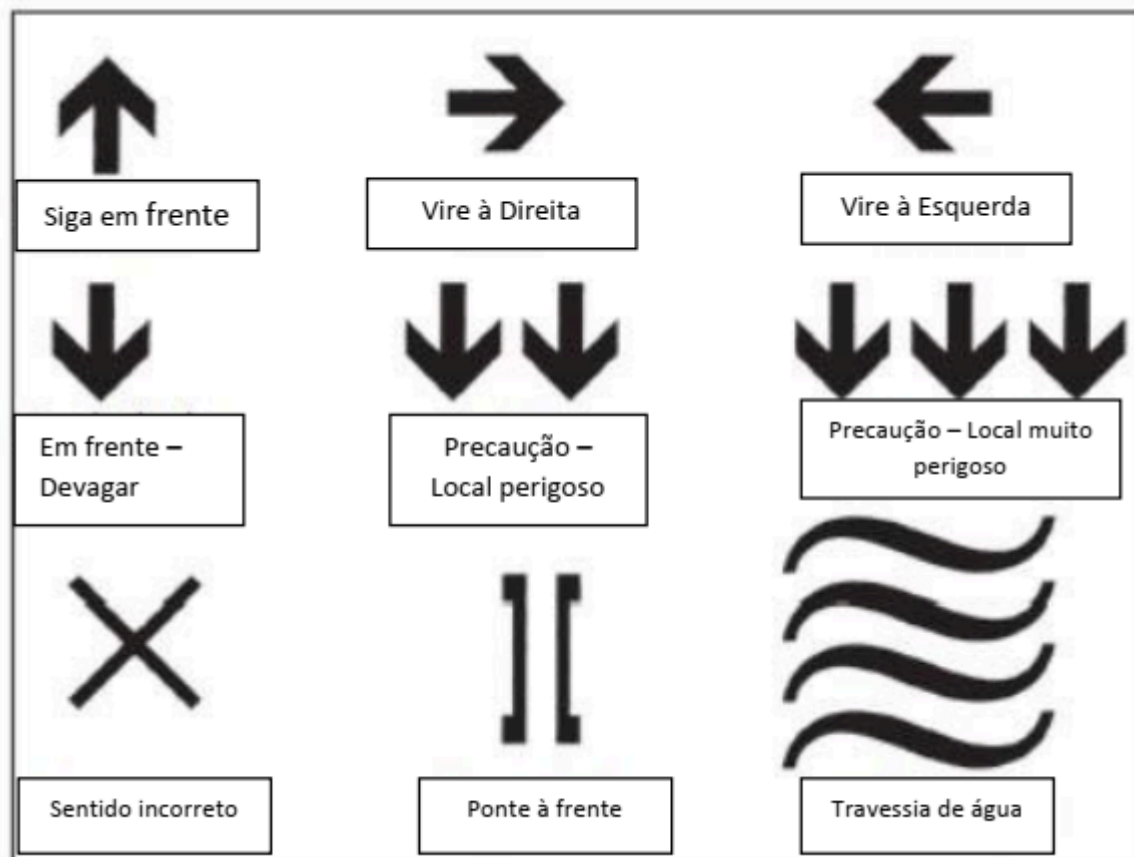 Siga em frente
Vire à Direita
Vire à Esquerda
Em frente –
Devagar
Precaução –
Local perigoso
Precaução – Local muito
perigoso
Sentido incorreto
Ponte à frente
Travessia de água